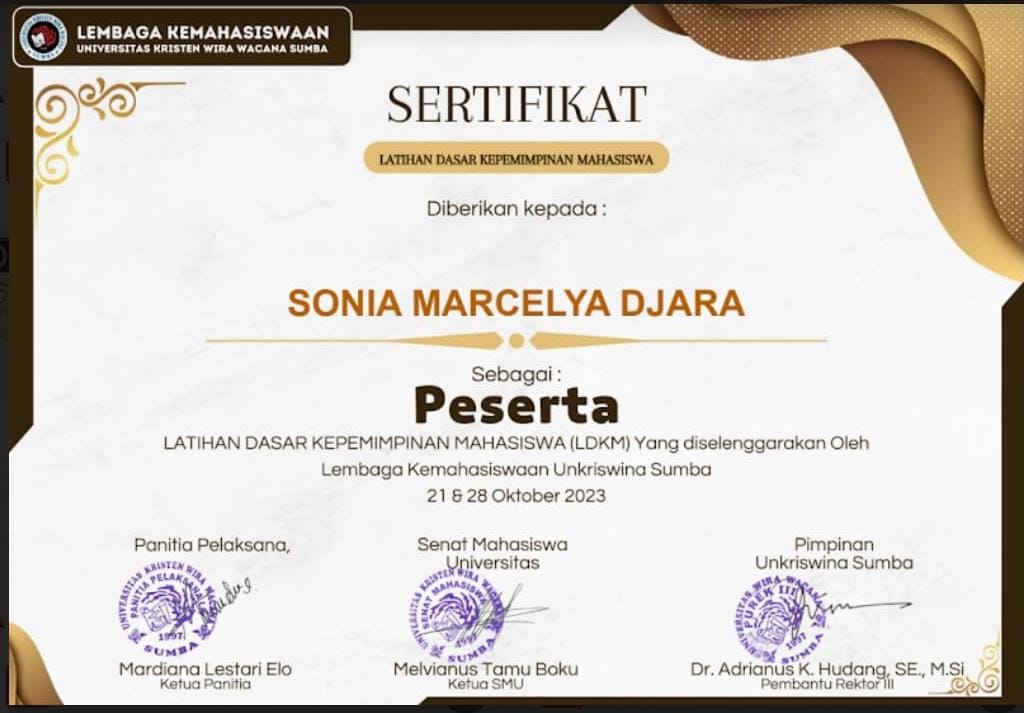 LEMBAGA KEMAHASISWAAN
UNIVERSITAS KRISTEN WIRA WACANA SUMBA
SERTIFIKAT
LATIHAN DASAR KEPEMIMPINAN MAHASISWA
Diberikan kepada :
SONIA MARCELYA DJARA
Sebagai :
Peserta
LATIHAN DASAR KEPEMIMPINAN MAHASISWA (LDKM) Yang diselenggarakan Oleh
Lembaga Kemahasiswaan Unkriswina Sumba
21 & 28 Oktober 2023
Panitia Pelaksana,
UNIVERSITAS KRISTEN WIRA
PANITIA PELAKSANA
1997
SUMBA
Mardiana Lestari Elo
Ketua Panitia
Senat Mahasiswa
Universitas
UNIVERSITAS KRISTEN WIRA WACANA
SENAT MAHASISWA
1997
SUMBA
Melvianus Tamu Boku
Ketua SMU
Pimpinan
Unkriswina Sumba
WIRA WACANA
PUREK III
1997
SUMBA
Dr. Adrianus K. Hudang, SE., M.Si
Pembantu Rektor III